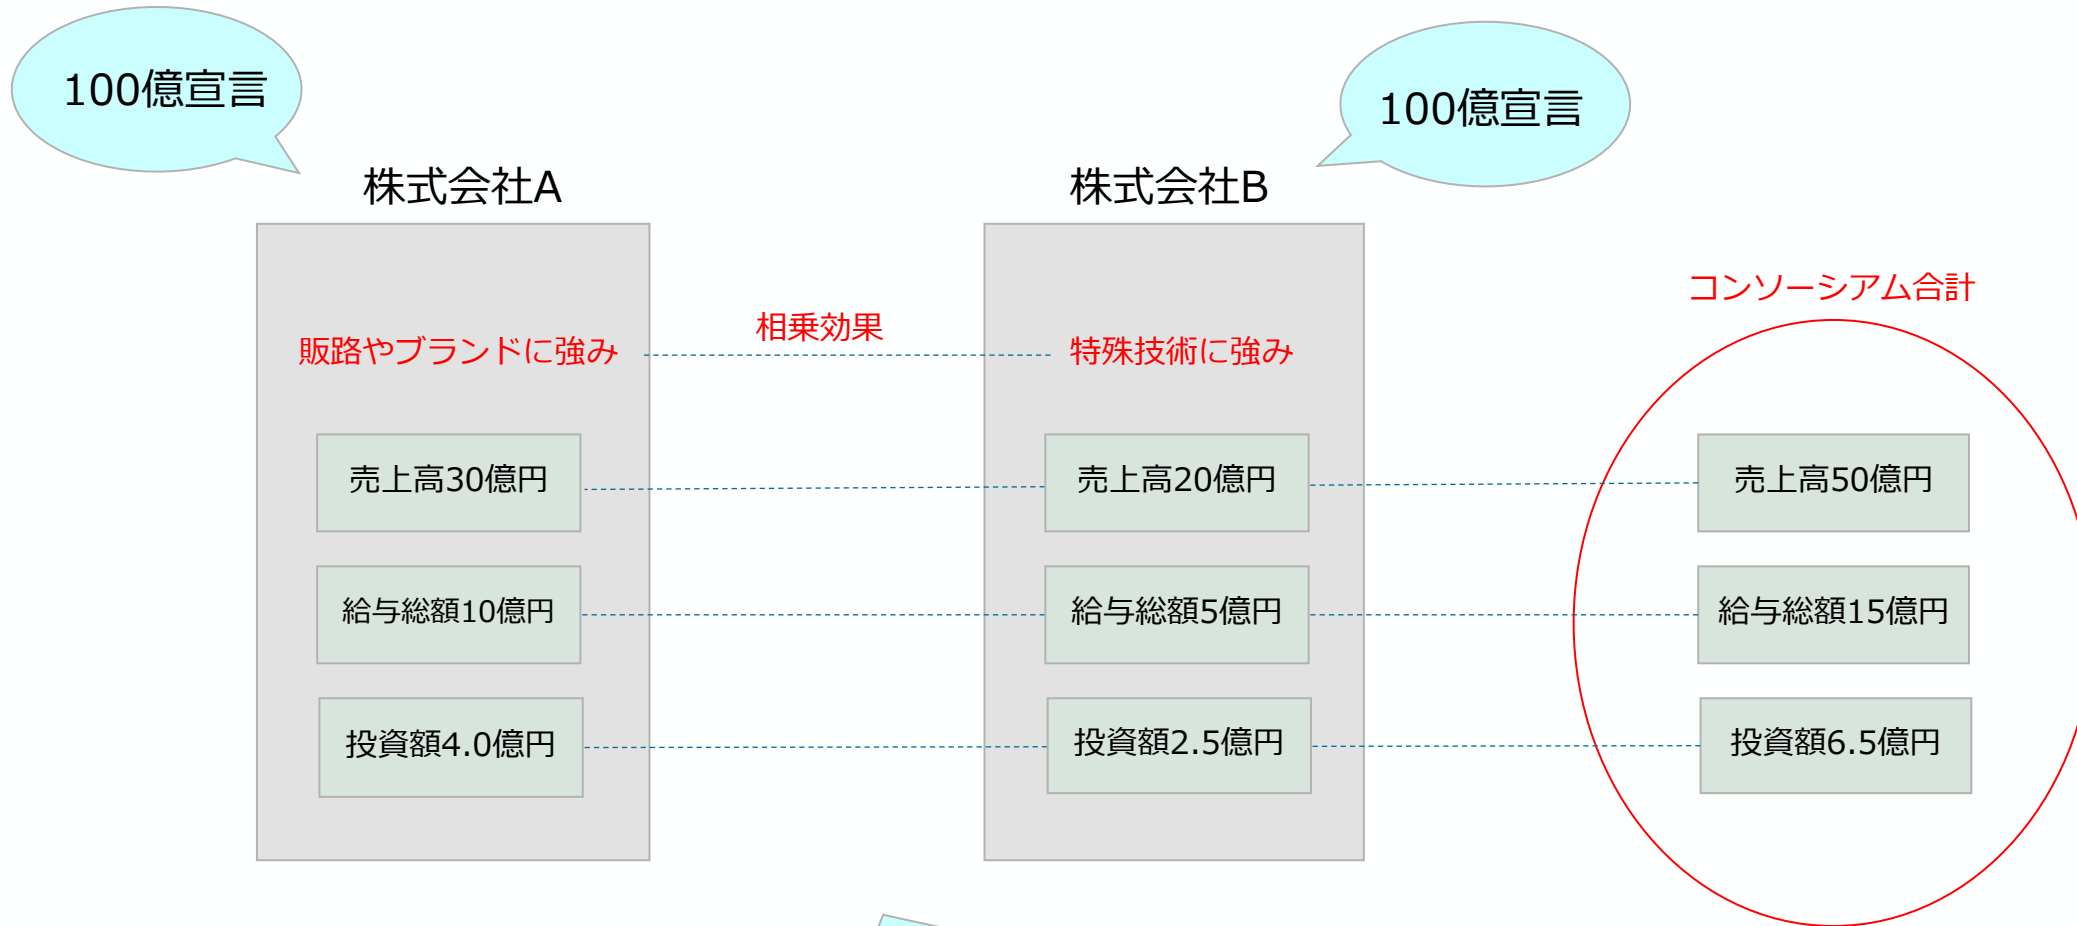 100億宣言
100億宣言
株式会社A
株式会社B
コンソーシアム合計
相乗効果
販路やブランドに強み
特殊技術に強み
売上高30億円
売上高20億円
売上高50億円
給与総額10億円
給与総額5億円
給与総額15億円
投資額4.0億円
投資額2.5億円
投資額6.5億円